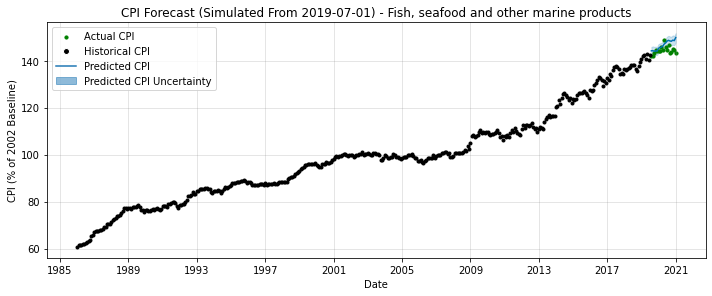 CPI Forecast (Simulated From 2019-07-01) - Fish, seafood and other marine products
Actual CPI
Historical CPI
Predicted CPI
Predicted CPI Uncertainty
CPI (% of 2002 Baseline)
140
120
100
80
60
1985 1989 1993 1997 2001 2005 2009 2013 2017 2021
Date